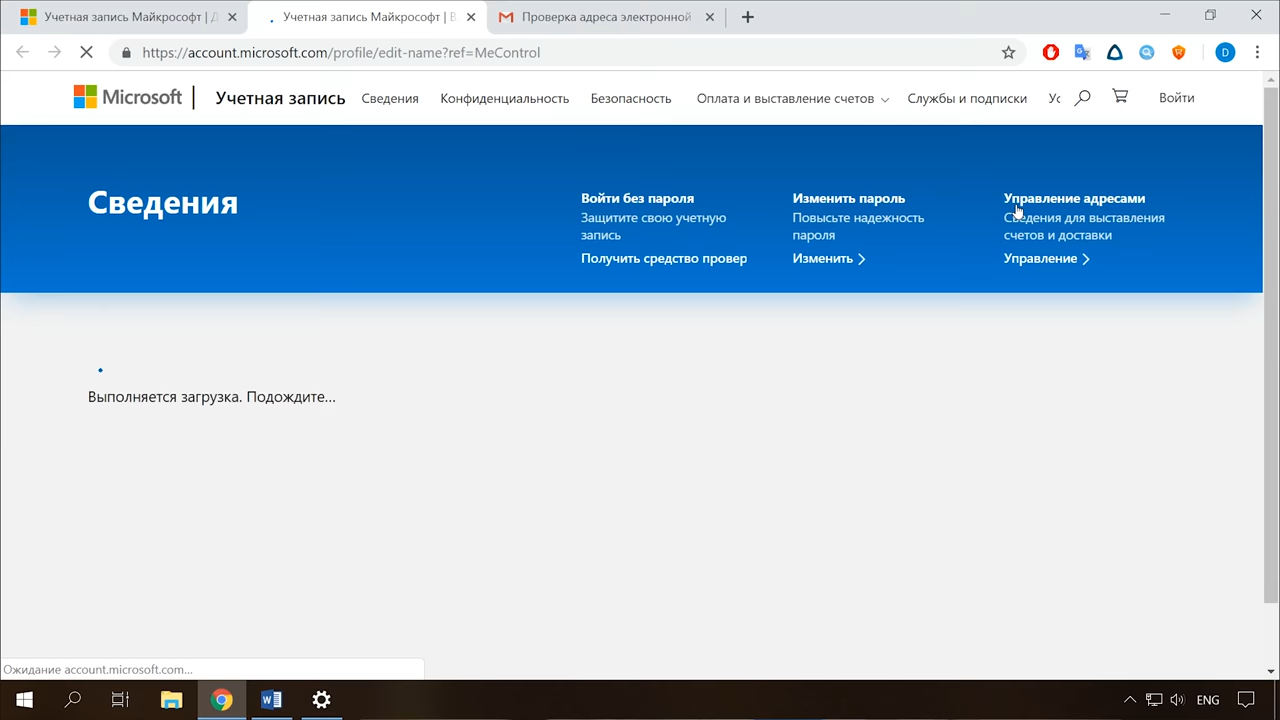 Учетная запись Майкрософт | Д
Учетная запись Майкрософт | В
Проверка адреса электронной
https://account.microsoft.com/profile/edit-name?ref=MeControl
D
Microsoft
Учетная запись
Сведения
Конфиденциальность
Безопасность
Оплата и выставление счетов
Службы и подписки
Ус
Войти
Сведения
Войти без пароля
Защитите свою учетную
запись
Получить средство провер
Изменить пароль
Повысьте надежность
пароля
Изменить
Управление адресами
Сведения для выставления
счетов и доставки
Управление
Выполняется загрузка. Подождите...
Ожидание account.microsoft.com...
ENG